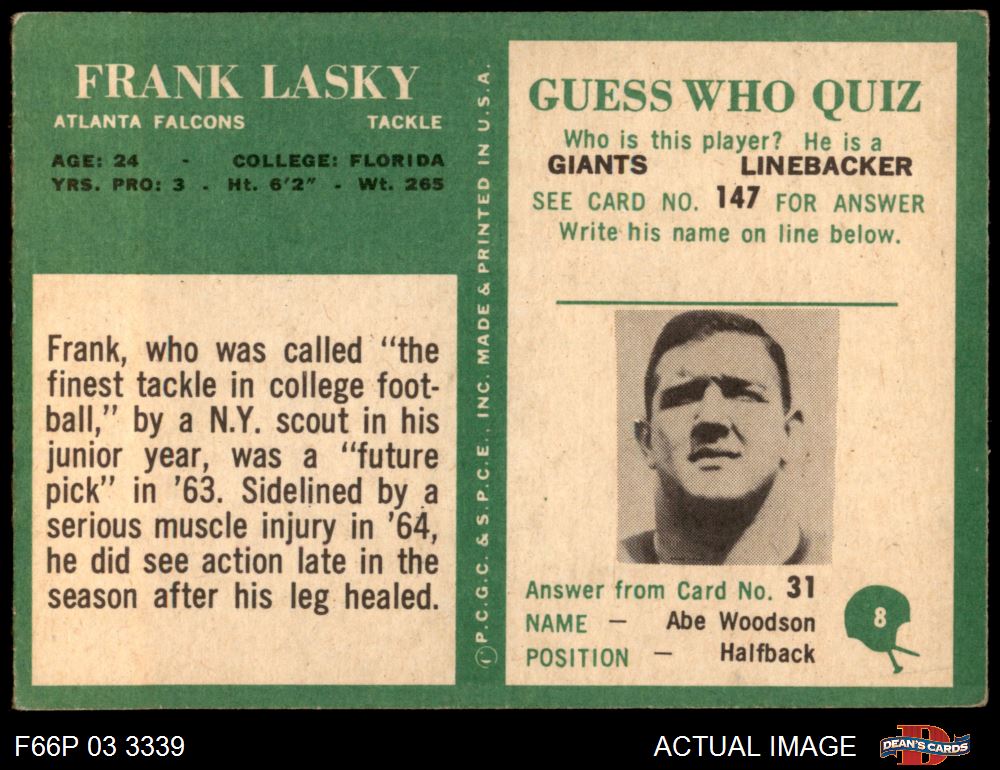 FRANK LASKY
ATLANTA FALCONS TACKLE
AGE: 24 - COLLEGE: FLORIDA
YRS. PRO: 3 - Ht. 6'2" - Wt. 265
Frank, who was called "the
finest tackle in college foot-
ball," by a N.Y. scout in his
junior year, was a "future
pick" in '63. Sidelined by a
serious muscle injury in '64,
he did see action late in the
season after his leg healed.
© P.C.G.C. & S.P.C.E., INC. MADE & PRINTED IN U.S.A.
GUESS WHO QUIZ
Who is this player? He is a
GIANTS LINEBACKER
SEE CARD NO. 147 FOR ANSWER
Write his name on line below.
Answer from Card No. 31
NAME — Abe Woodson
POSITION — Halfback
8
F66P 03 3339
ACTUAL IMAGE
D
DEAN'S CARDS